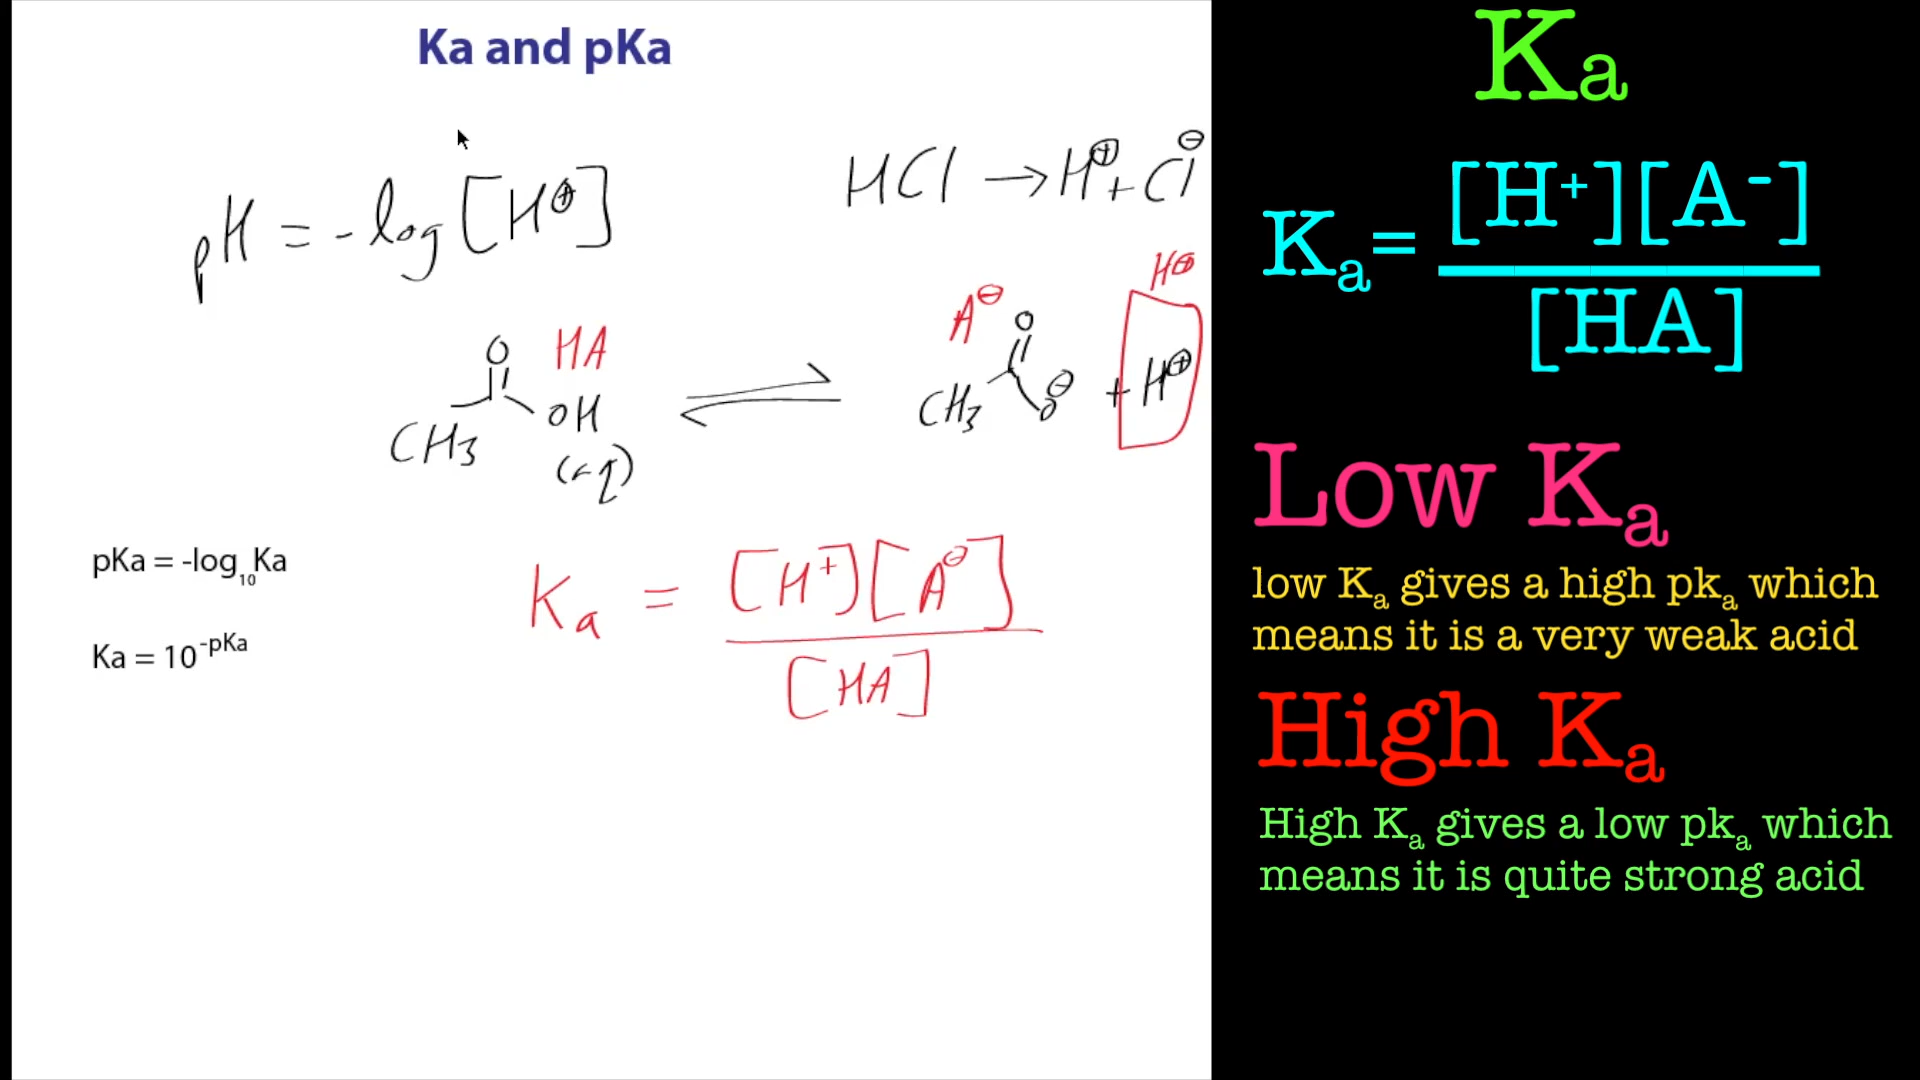 Ka and pKa
pH = -log [H⊕]
HCl → H⊕ + Cl⊖
HA
O
CH3
OH
(aq)
⇌
A⊖
O
CH3
O⊖
+ H⊕
H⊕
pKa = -log₁₀Ka
Ka = 10⁻ᵖᴷᵃ
Ka = [H⁺][A⊖]
[HA]
Ka
Ka= [H⁺][A⁻]
[HA]
Low Ka
low Ka gives a high pka which
means it is a very weak acid
High Ka
High Ka gives a low pka which
means it is quite strong acid